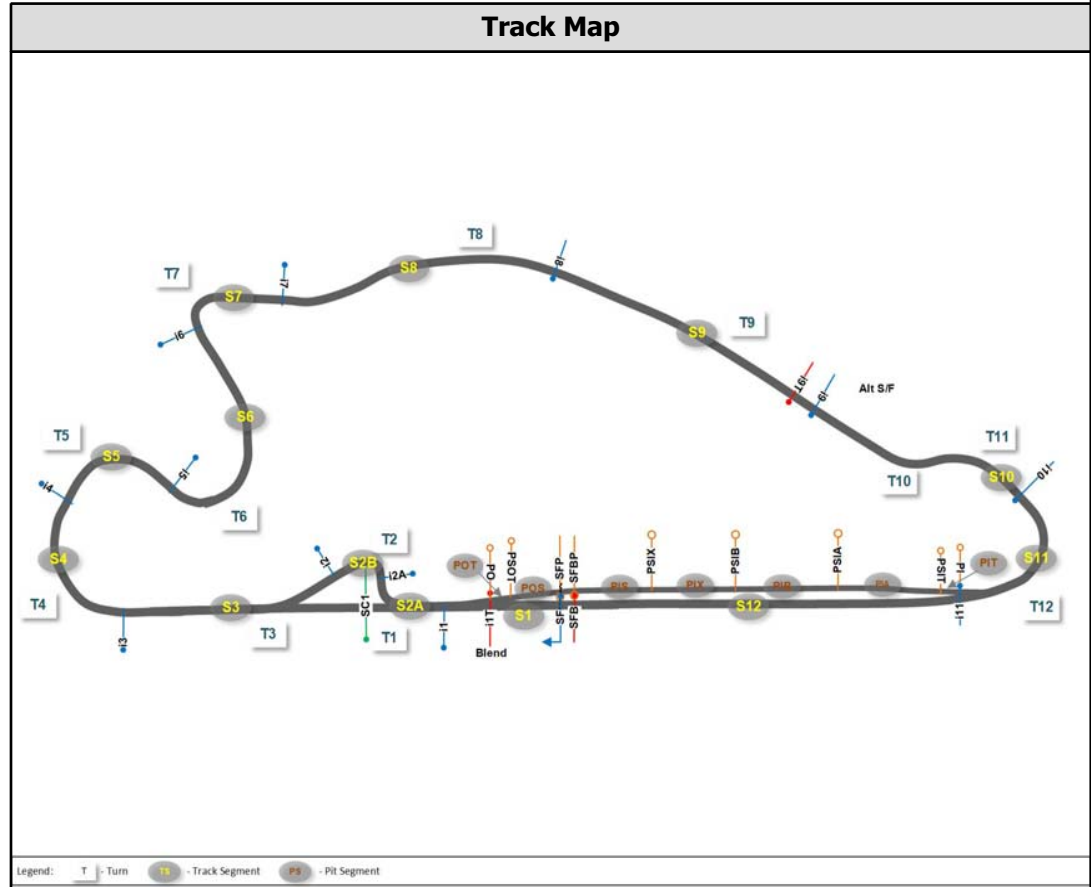 Track Map
T8
i8
T7
i7
S8
S7
i6
S9
T9
i9T
i9
Alt S/F
S6
T5
S5
i5
i4
T6
T10
T11
S10
i10
S4
T4
i3
S3
T3
i2
T2
S2B
i2A
SC1
S2A
T1
i1
POT
PO
i1T
Blend
PSOT
POS
S1
SFP
SFBP
SFB
PIS
PSIX
PIX
PSIB
PIB
PSIA
PIA
S12
PSIT
PI
i11
PIT
S11
T12
Legend: T - Turn TS - Track Segment PS - Pit Segment